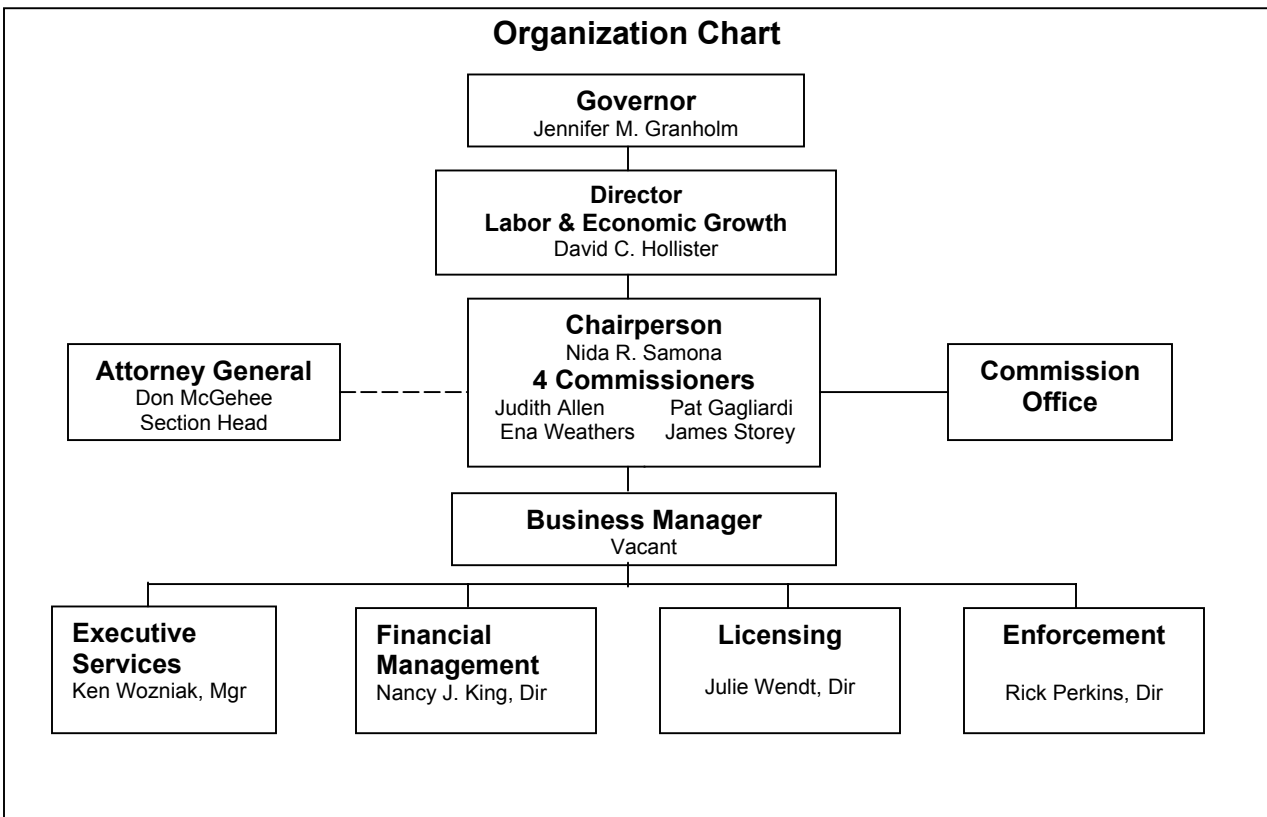 Organization Chart
Governor
Jennifer M. Granholm
Director
Labor & Economic Growth
David C. Hollister
Chairperson
Nida R. Samona
4 Commissioners
Judith Allen Pat Gagliardi
Ena Weathers James Storey
Attorney General
Don McGehee
Section Head
Commission
Office
Business Manager
Vacant
Executive
Services
Ken Wozniak, Mgr
Financial
Management
Nancy J. King, Dir
Licensing
Julie Wendt, Dir
Enforcement
Rick Perkins, Dir